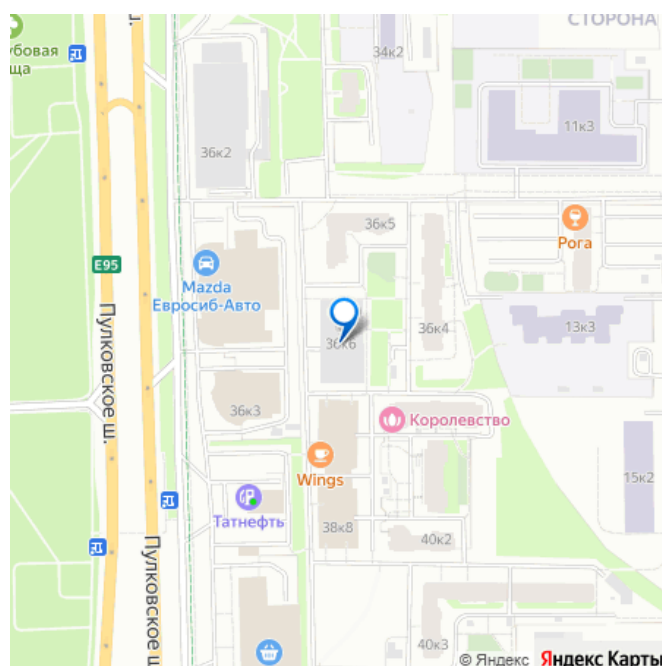 СТОРОНА
убовая
ща
ш.
34к2
11к3
36к2
36к5
Рога
E95
Mazda
Евросиб-Авто
Пулковское ш.
36к6
36к4
13к3
36к3
Королевство
Wings
15к2
Татнефть
38к8
40к2
Пулковское ш
40к3
© Яндекс Яндекс Карты